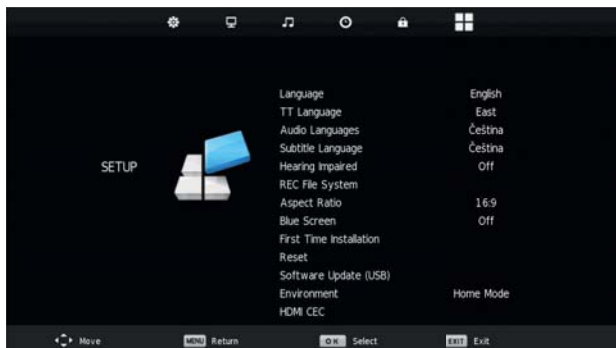 Language English
TT Language East
Audio Languages Čeština
Subtitle Language Čeština
SETUP
Hearing Impaired Off
REC File System
Aspect Ratio 16:9
Blue Screen Off
First Time Installation
Reset
Software Update (USB)
Environment Home Mode
HDMI CEC
Move MENU Return OK Select EXIT Exit